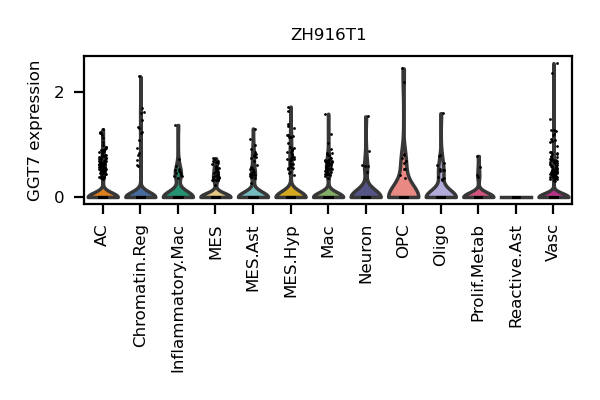 ZH916T1
GGT7 expression
2
0
AC
Chromatin.Reg
Inflammatory.Mac
MES
MES.Ast
MES.Hyp
Mac
Neuron
OPC
Oligo
Prolif.Metab
Reactive.Ast
Vasc